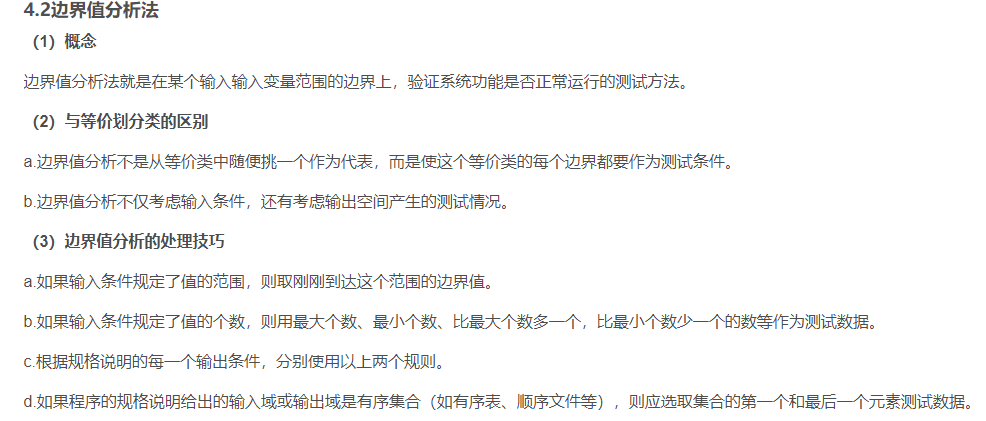 4.2边界值分析法
（1）概念
边界值分析法就是在某个输入输入变量范围的边界上，验证系统功能是否正常运行的测试方法。
（2）与等价划分类的区别
a.边界值分析不是从等价类中随便挑一个作为代表，而是使这个等价类的每个边界都要作为测试条件。
b.边界值分析不仅考虑输入条件，还有考虑输出空间产生的测试情况。
（3）边界值分析的处理技巧
a.如果输入条件规定了值的范围，则取刚刚到达这个范围的边界值。
b.如果输入条件规定了值的个数，则用最大个数、最小个数、比最大个数多一个，比最小个数少一个的数等作为测试数据。
c.根据规格说明的每一个输出条件，分别使用以上两个规则。
d.如果程序的规格说明给出的输入域或输出域是有序集合（如有序表、顺序文件等），则应选取集合的第一个和最后一个元素测试数据。